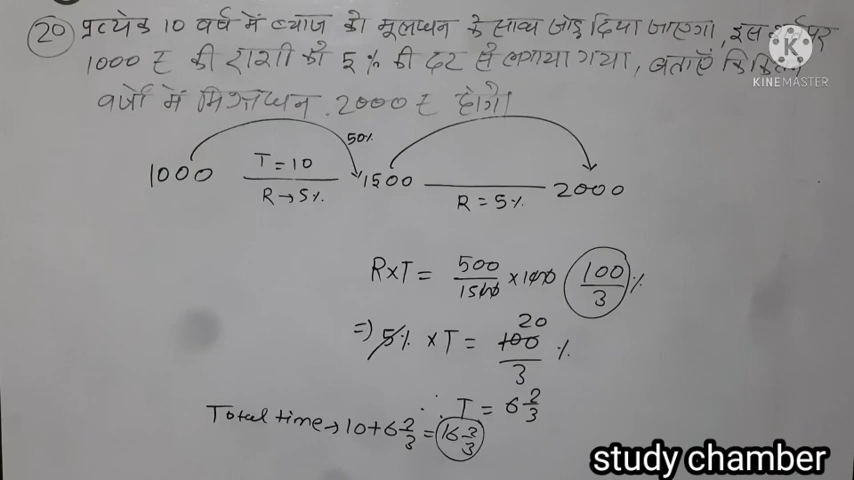 20 प्रत्येक 10 वर्ष में ब्याज को मूलधन के साथ जोड़ दिया जाएगा, इस पर
1000 ₹ की राशी को 5 % की दर से लगाया गया, बताएँ कि
वर्षो में मिश्रधन 2000 ₹ होगे।
KINEMASTER
50%
1000 T = 10 1500 2000
R → 5% R = 5%
R×T = 500/1500 × 100 100/3 %
⇒ 5% × T = 20 100/3 %
∴ T = 6 2/3
Total time → 10 + 6 2/3 = 16 2/3
study chamber